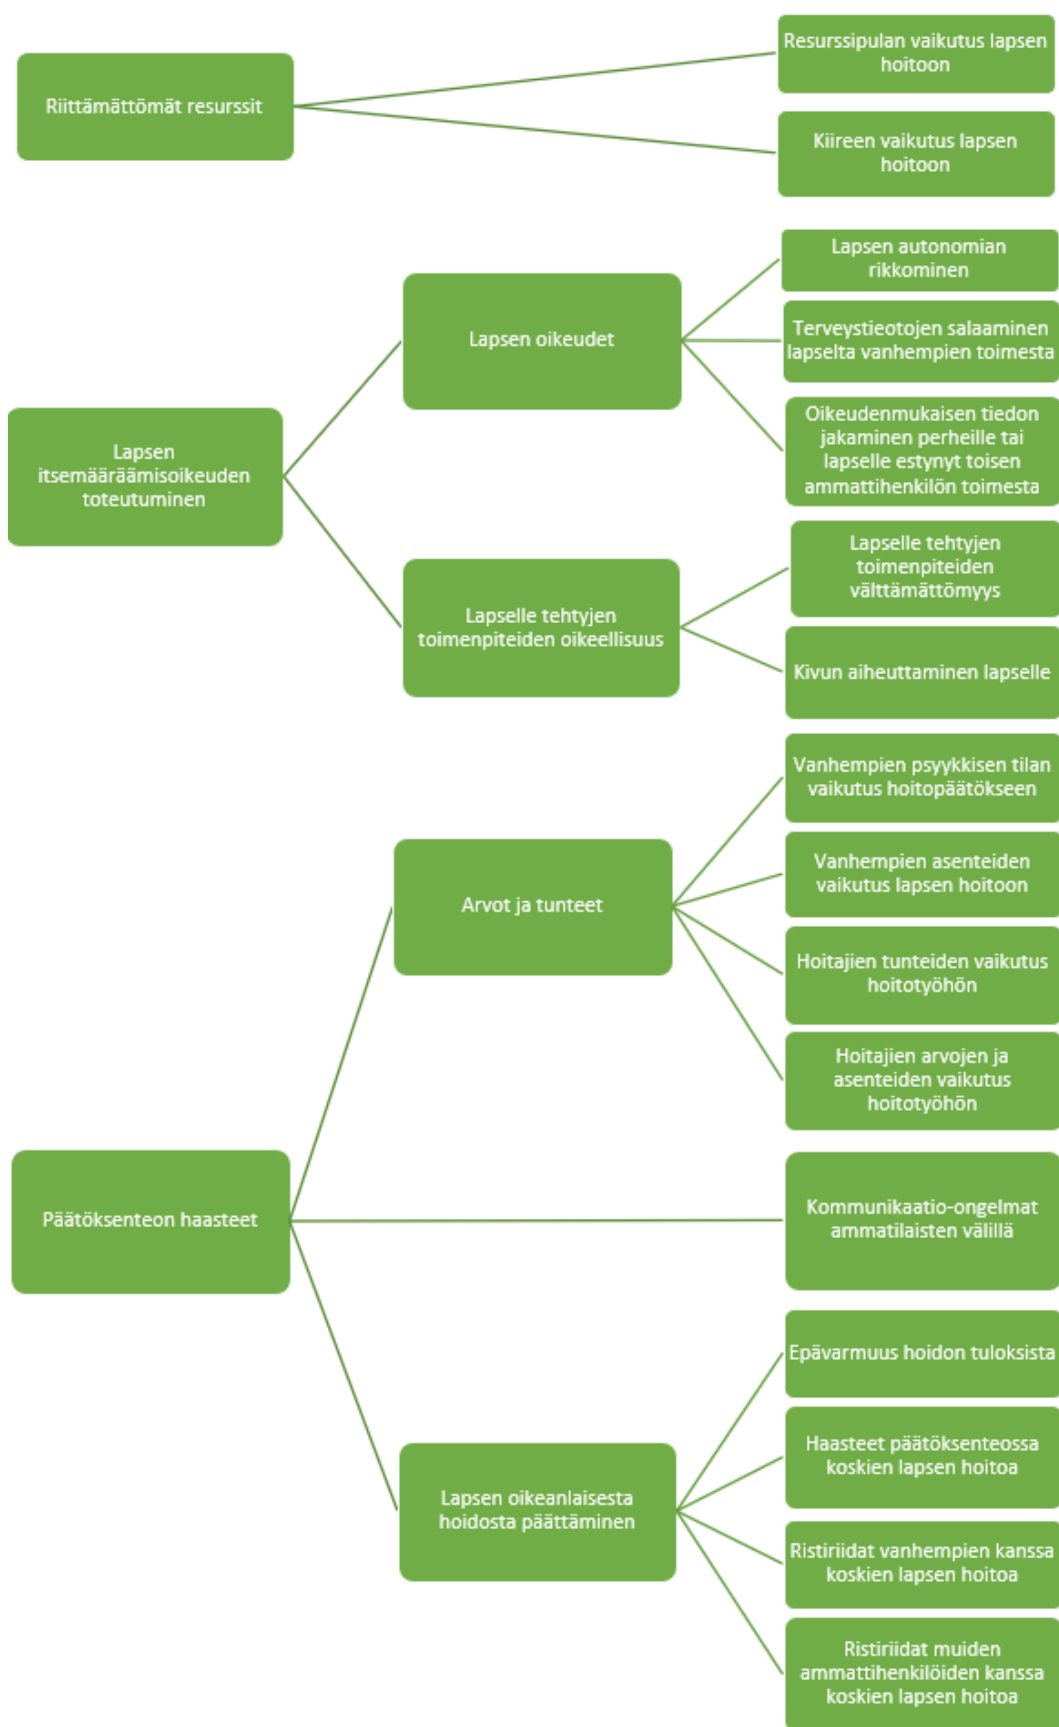 Riittämättömät resurssit
Resurssipulan vaikutus lapsen
hoitoon
Kiireen vaikutus lapsen
hoitoon
Lapsen
itsemääräämisoikeuden
toteutuminen
Lapsen oikeudet
Lapsen autonomian
rikkominen
Terveystieotojen salaaminen
lapselta vanhempien toimesta
Oikeudenmukaisen tiedon
jakaminen perheille tai
lapselle estynyt toisen
ammattihenkilön toimesta
Lapselle tehtyjen
toimenpiteiden oikeellisuus
Lapselle tehtyjen
toimenpiteiden
välttämättömyys
Kivun aiheuttaminen lapselle
Päätöksenteon haasteet
Arvot ja tunteet
Vanhempien psyykkisen tilan
vaikutus hoitopäätökseen
Vanhempien asenteiden
vaikutus lapsen hoitoon
Hoitajien tunteiden vaikutus
hoitotyöhön
Hoitajien arvojen ja
asenteiden vaikutus
hoitotyöhön
Kommunikaatio-ongelmat
ammatilaisten välillä
Lapsen oikeanlaisesta
hoidosta päättäminen
Epävarmuus hoidon tuloksista
Haasteet päätöksenteossa
koskien lapsen hoitoa
Ristiriidat vanhempien kanssa
koskien lapsen hoitoa
Ristiriidat muiden
ammattihenkilöiden kanssa
koskien lapsen hoitoa